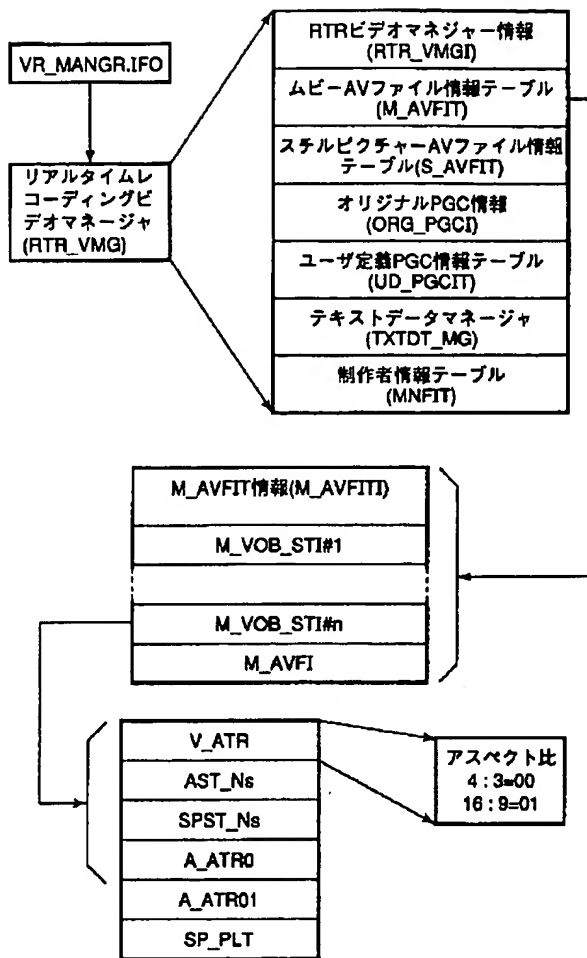 VR_MANGR.IFO
リアルタイムレ
コーディングビ
デオマネージャ
(RTR_VMG)
RTRビデオマネジャー情報
(RTR_VMGI)
ムビーAVファイル情報テーブル
(M_AVFIT)
スチルピクチャーAVファイル情報
テーブル(S_AVFIT)
オリジナルPGC情報
(ORG_PGCI)
ユーザ定義PGC情報テーブル
(UD_PGCIT)
テキストデータマネージャ
(TXTDT_MG)
制作者情報テーブル
(MNFIT)
M_AVFIT情報(M_AVFITI)
M_VOB_STI#1
M_VOB_STI#n
M_AVFI
V_ATR
AST_Ns
SPST_Ns
A_ATR0
A_ATR01
SP_PLT
アスペクト比
4:3=00
16:9=01